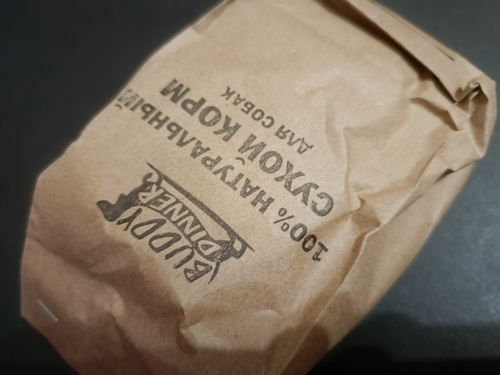 BUDDY
DINNER
100% НАТУРАЛЬНЫЙ
СУХОЙ КОРМ
ДЛЯ СОБАК